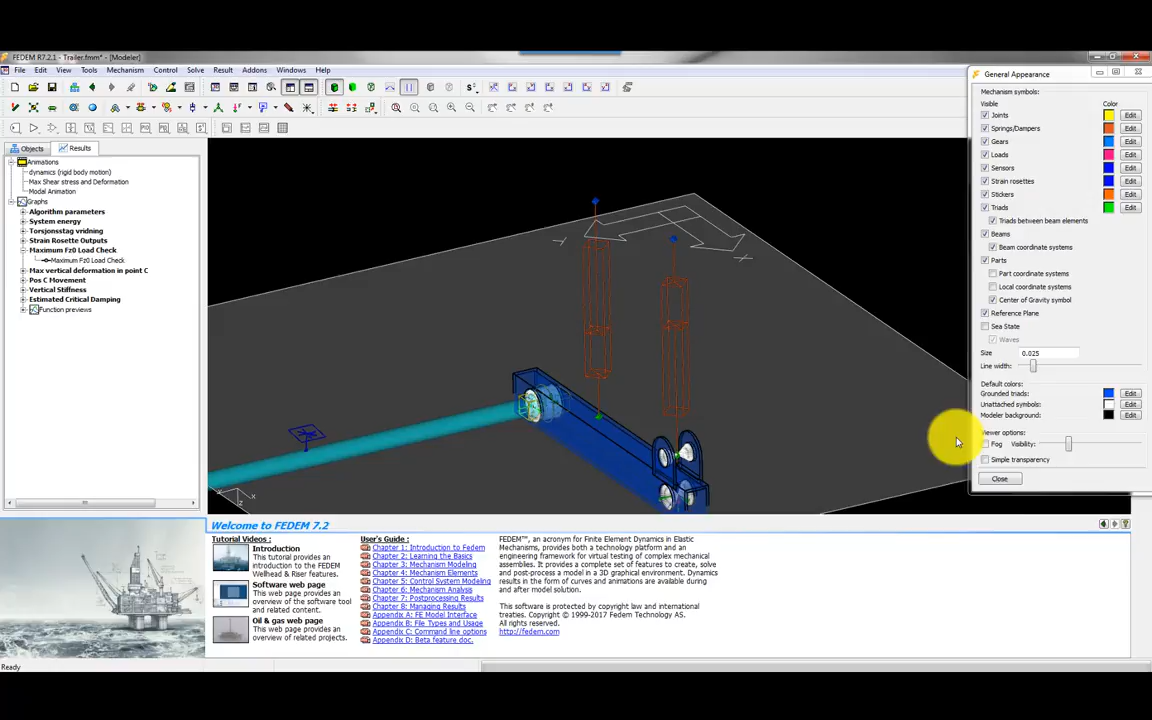 FEDEM R7.2.1 - Trailer.fmm* - [Modeler]
File Edit View Tools Mechanism Control Solve Result Addons Windows Help
Objects Results
Animations
dynamics (rigid body motion)
Max Shear stress and Deformation
Modal Animation
Graphs
Algorithm parameters
System energy
Torsjonsstag vridning
Strain Rosette Outputs
Maximum Fz0 Load Check
Maximum Fz0 Load Check
Max vertical deformation in point C
Pos C Movement
Vertical Stiffness
Estimated Critical Damping
Function previews
General Appearance
Mechanism symbols:
Visible Color
Joints Edit
Springs/Dampers Edit
Gears Edit
Loads Edit
Sensors Edit
Strain rosettes Edit
Stickers Edit
Triads Edit
Triads between beam elements
Beams
Beam coordinate systems
Parts
Part coordinate systems
Local coordinate systems
Center of Gravity symbol
Reference Plane
Sea State
Waves
Size 0.025
Line width:
Default colors:
Grounded triads: Edit
Unattached symbols: Edit
Modeler background: Edit
Viewer options:
Fog Visibility:
Simple transparency
Close
Welcome to FEDEM 7.2
Tutorial Videos :
Introduction
This tutorial provides an
introduction to the FEDEM
Wellhead & Riser features.
Software web page
This web page provides an
overview of the software tool
and related content.
Oil & gas web page
This web page provides an
overview of related projects.
User's Guide :
Chapter 1: Introduction to Fedem
Chapter 2: Learning the Basics
Chapter 3: Mechanism Modeling
Chapter 4: Mechanism Elements
Chapter 5: Control System Modeling
Chapter 6: Mechanism Analysis
Chapter 7: Postprocessing Results
Chapter 8: Managing Results
Appendix A: FE Model Interface
Appendix B: File Types and Usage
Appendix C: Command line options
Appendix D: Beta feature doc.
FEDEM™, an acronym for Finite Element Dynamics in Elastic
Mechanisms, provides both a technology platform and an
engineering framework for virtual testing of complex mechanical
assemblies. It provides a complete set of features to create, solve
and post-process a model in a 3D graphical environment. Dynamics
results in the form of curves and animations are available during
and after model solution.
This software is protected by copyright law and international
treaties. Copyright © 1999-2017 Fedem Technology AS.
All rights reserved.
http://fedem.com
Ready